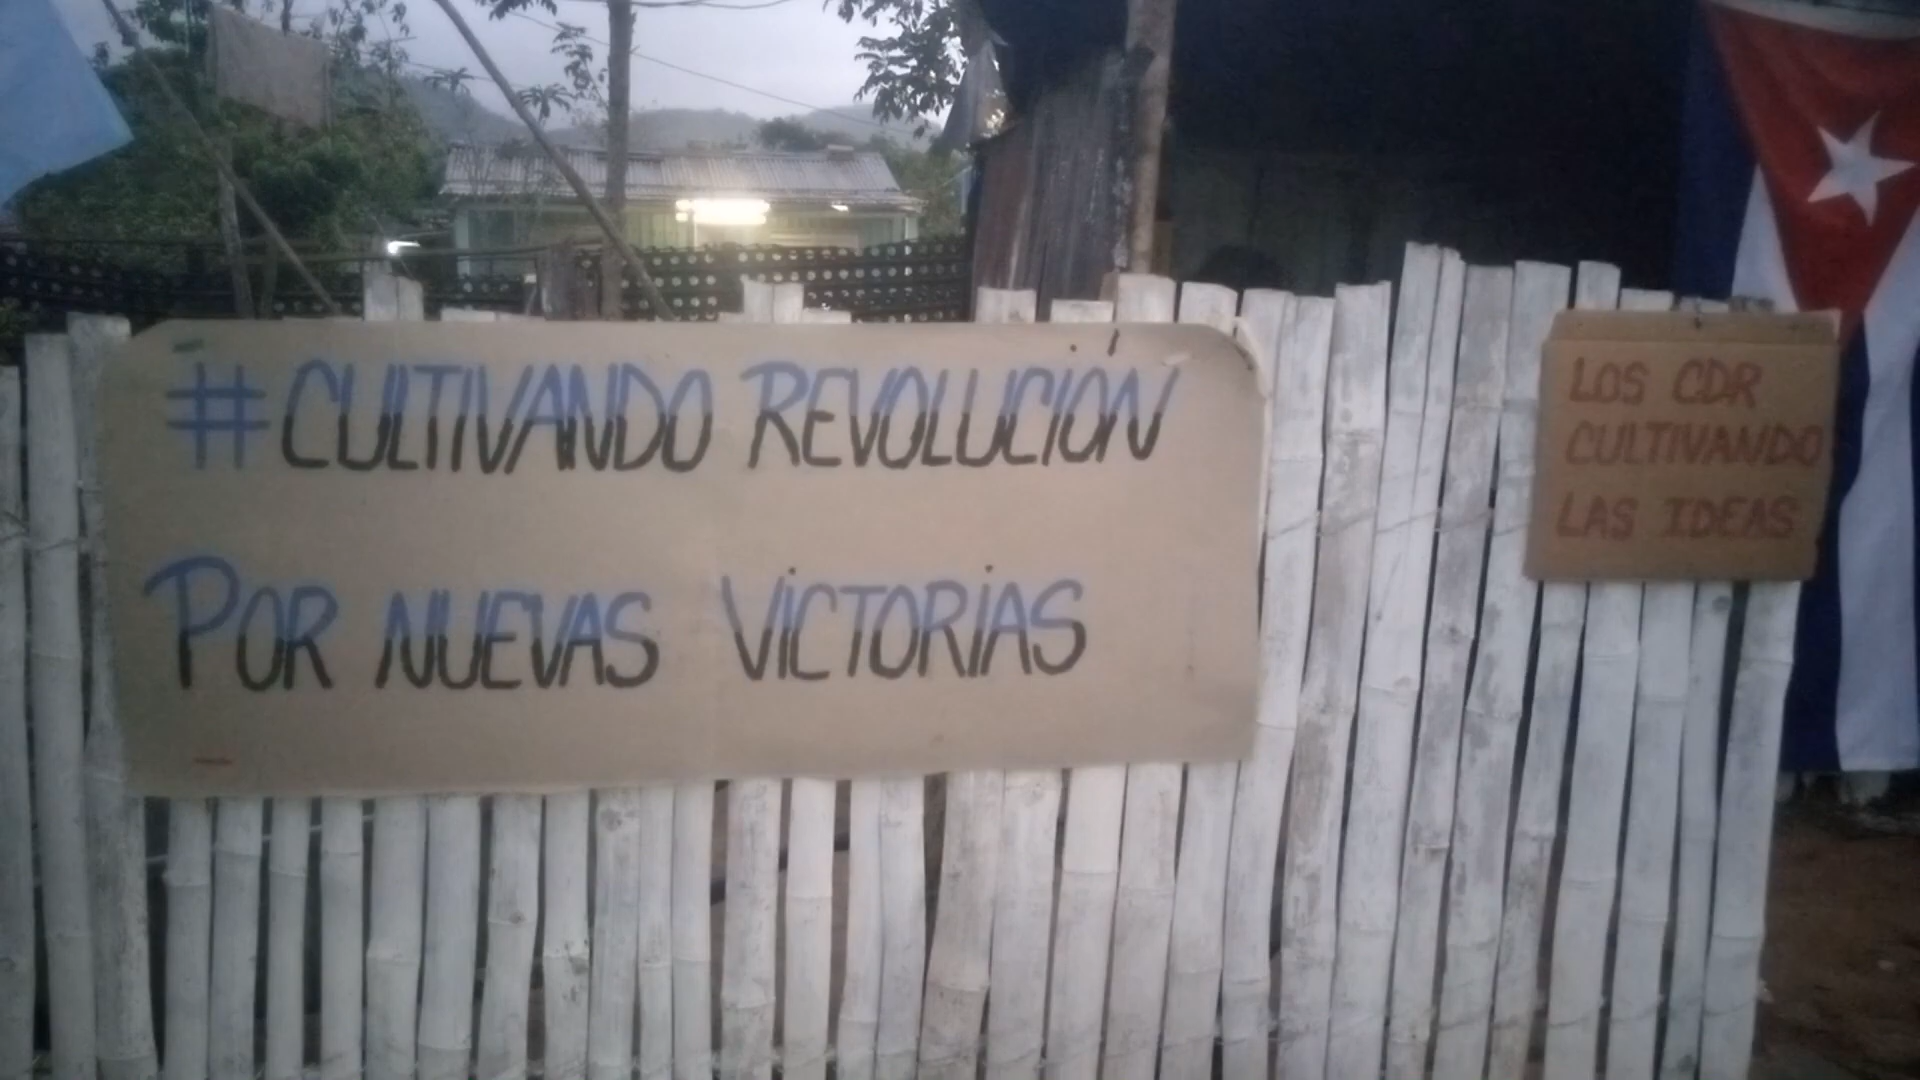 #CULTIVANDO REVOLUCIÓN
POR NUEVAS VICTORIAS
LOS CDR
CULTIVANDO
LAS IDEAS